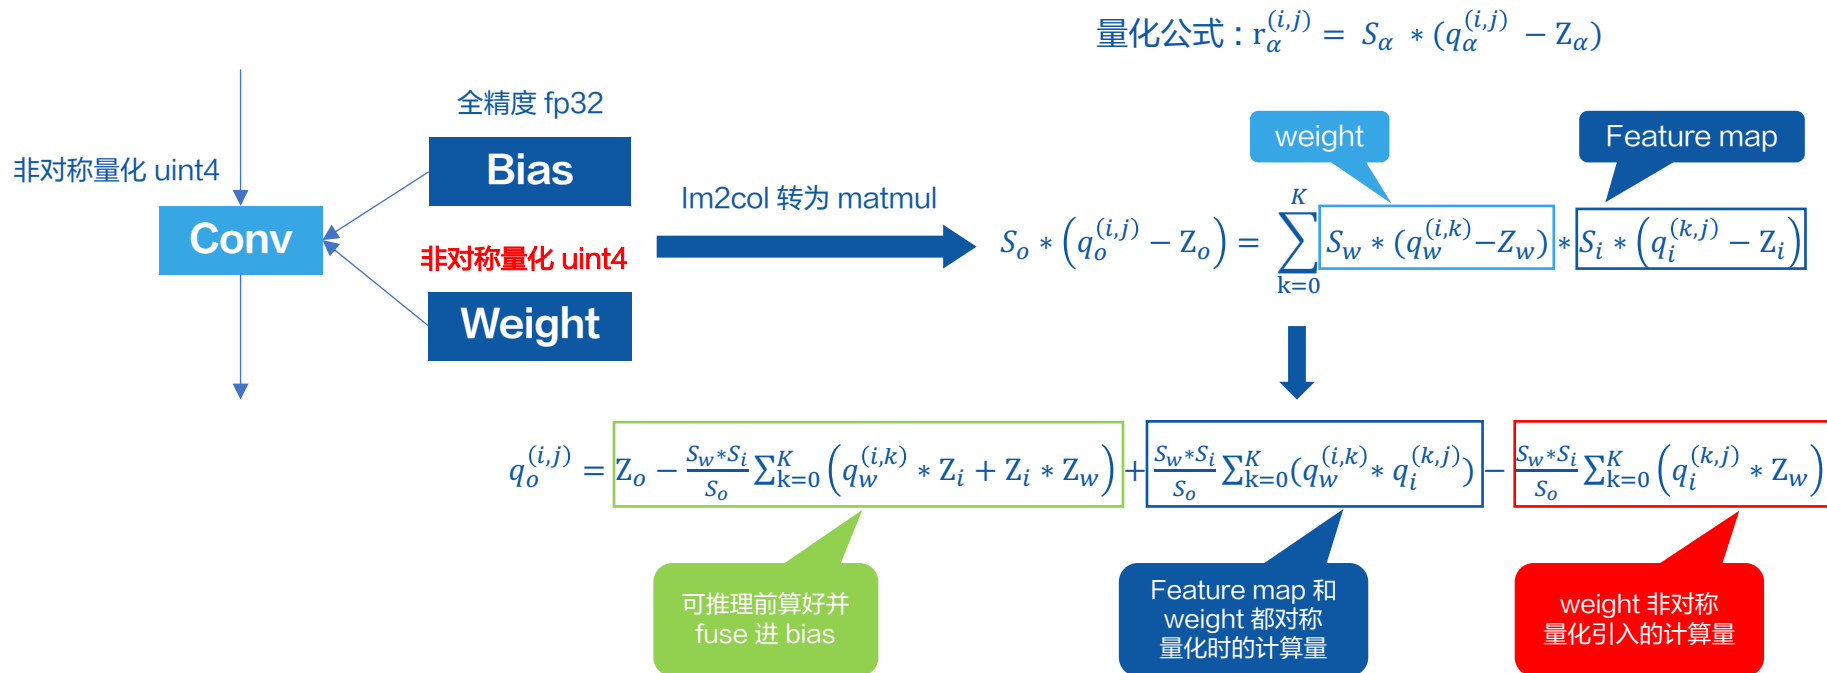 量化公式：r_α^(i,j) = S_α * (q_α^(i,j) − Z_α)
全精度 fp32
Bias
非对称量化 uint4
Conv
非对称量化 uint4
Weight
Im2col 转为 matmul
weight
Feature map
S_o * (q_o^(i,j) − Z_o) = ∑_{k=0}^{K} S_w * (q_w^(i,k) − Z_w) * S_i * (q_i^(k,j) − Z_i)
q_o^(i,j) = Z_o − (S_w*S_i)/S_o ∑_{k=0}^{K} (q_w^(i,k) * Z_i + Z_i * Z_w) + (S_w*S_i)/S_o ∑_{k=0}^{K} (q_w^(i,k) * q_i^(k,j)) − (S_w*S_i)/S_o ∑_{k=0}^{K} (q_i^(k,j) * Z_w)
可推理前算好并
fuse 进 bias
Feature map 和
weight 都对称
量化时的计算量
weight 非对称
量化引入的计算量